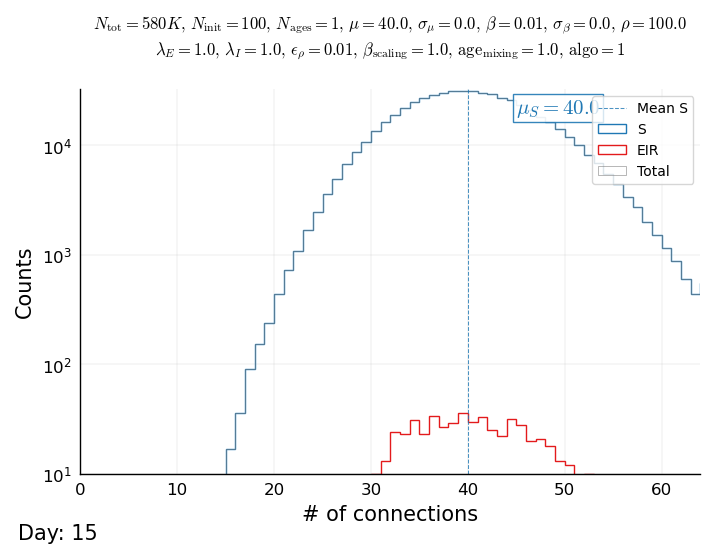 N_tot = 580K, N_init = 100, N_ages = 1, μ = 40.0, σ_μ = 0.0, β = 0.01, σ_β = 0.0, ρ = 100.0
λ_E = 1.0, λ_I = 1.0, ϵ_ρ = 0.01, β_scaling = 1.0, age_mixing = 1.0, algo = 1
μ_S = 40.0
Mean S
S
EIR
Total
10^4
10^3
10^2
10^1
Counts
0 10 20 30 40 50 60
# of connections
Day: 15